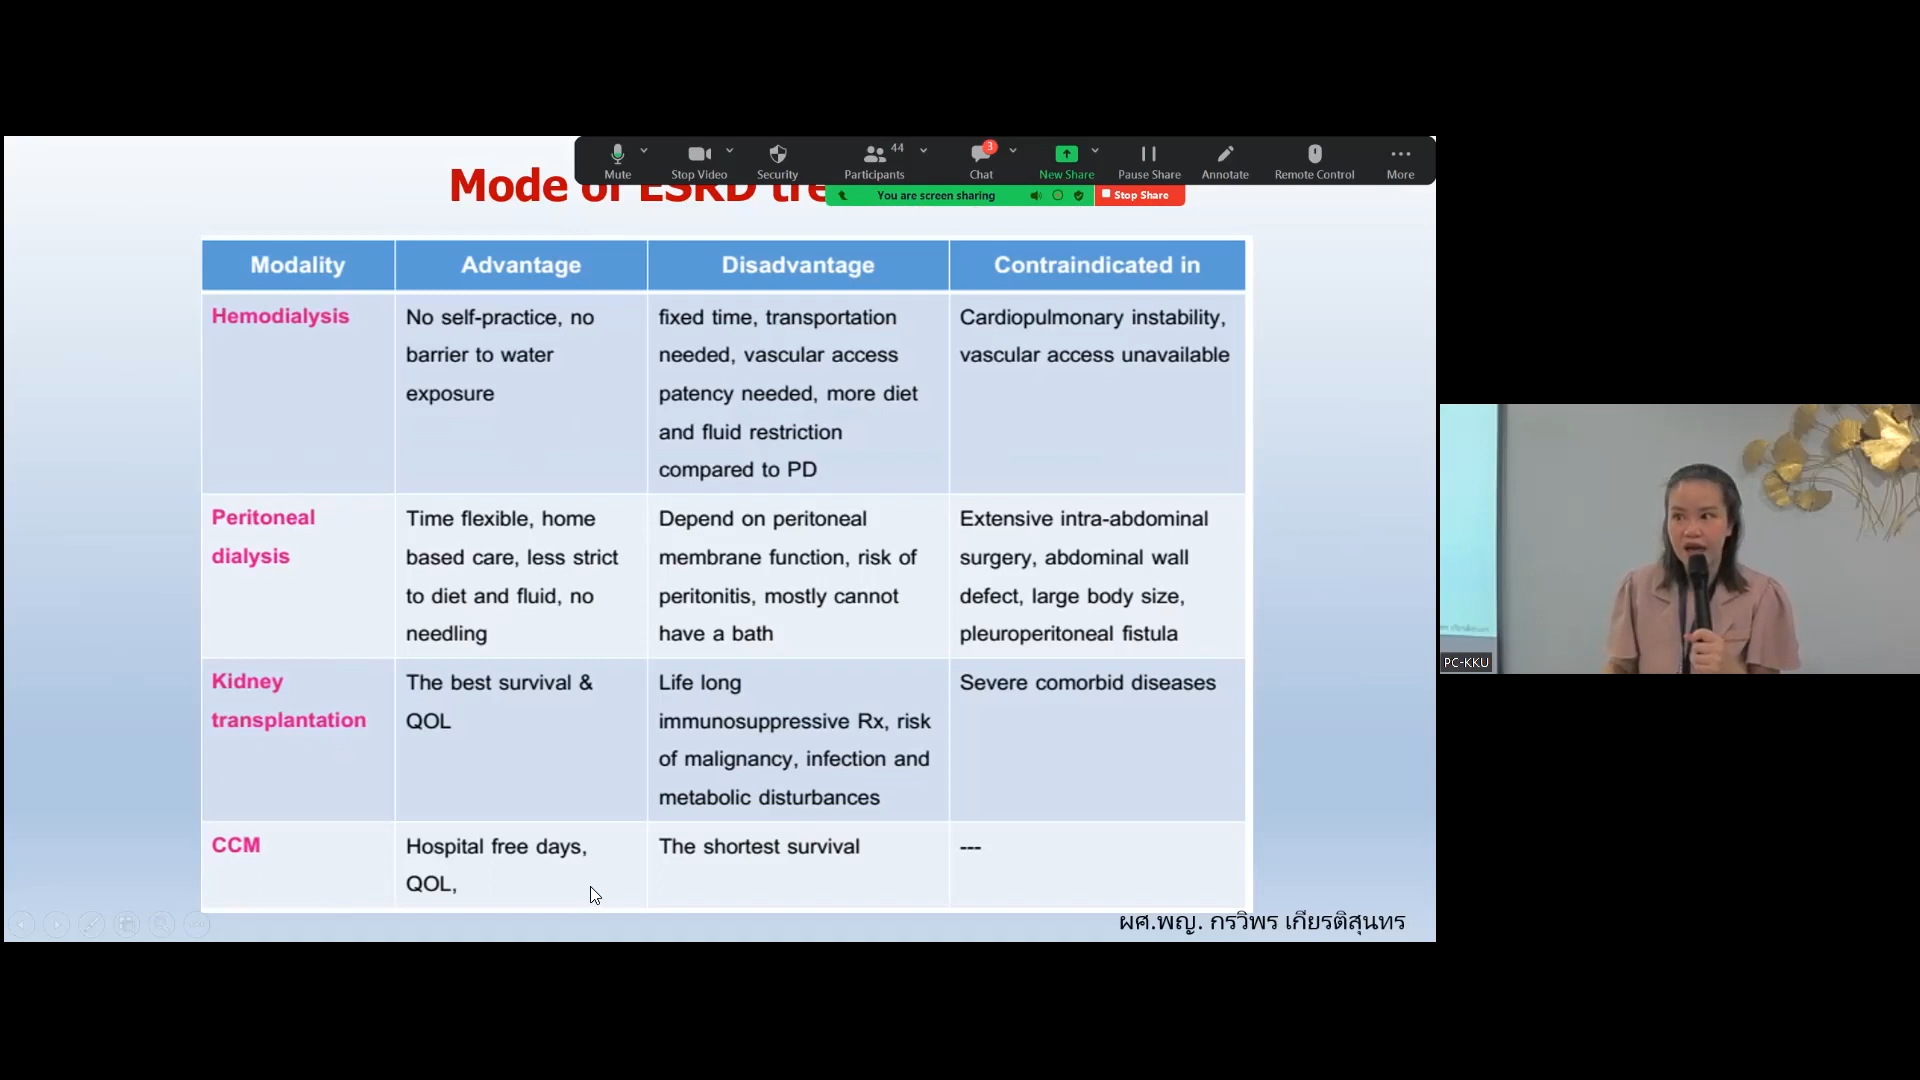 44
3
Mute
Stop Video
Security
Participants
Chat
New Share
Pause Share
Annotate
Remote Control
More
You are screen sharing
Stop Share
Mode of ESRD tre
Modality
Advantage
Disadvantage
Contraindicated in
Hemodialysis
No self-practice, no
barrier to water
exposure
fixed time, transportation
needed, vascular access
patency needed, more diet
and fluid restriction
compared to PD
Cardiopulmonary instability,
vascular access unavailable
Peritoneal
dialysis
Time flexible, home
based care, less strict
to diet and fluid, no
needling
Depend on peritoneal
membrane function, risk of
peritonitis, mostly cannot
have a bath
Extensive intra-abdominal
surgery, abdominal wall
defect, large body size,
pleuroperitoneal fistula
Kidney
transplantation
The best survival &
QOL
Life long
immunosuppressive Rx, risk
of malignancy, infection and
metabolic disturbances
Severe comorbid diseases
CCM
Hospital free days,
QOL,
The shortest survival
---
ผศ.พญ. กรวิพร เกียรติสุนทร
PC-KKU